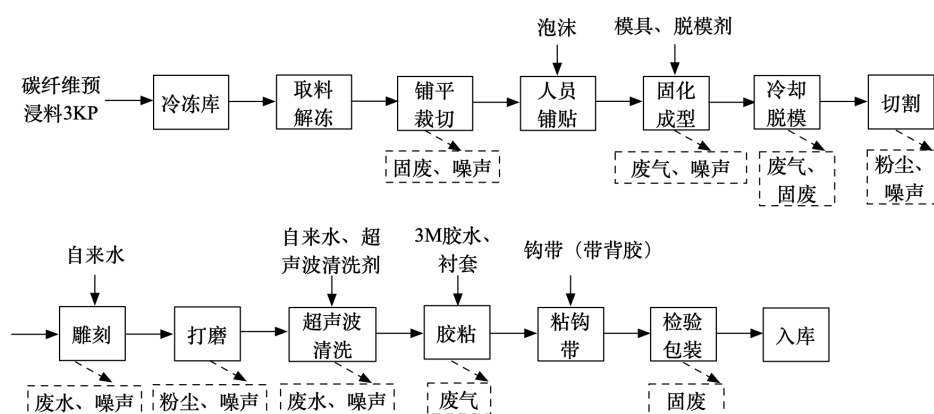 泡沫
模具、脱模剂
碳纤维预
浸料3KP
冷冻库
取料
解冻
铺平
裁切
人员
铺贴
固化
成型
冷却
脱模
切割
固废、噪声
废气、噪声
废气、
固废
粉尘、
噪声
自来水
自来水、超
声波清洗剂
3M胶水、
衬套
钩带（带背胶）
雕刻
打磨
超声波
清洗
胶粘
粘钩
带
检验
包装
入库
废水、噪声
粉尘、噪声
废水、噪声
废气
固废